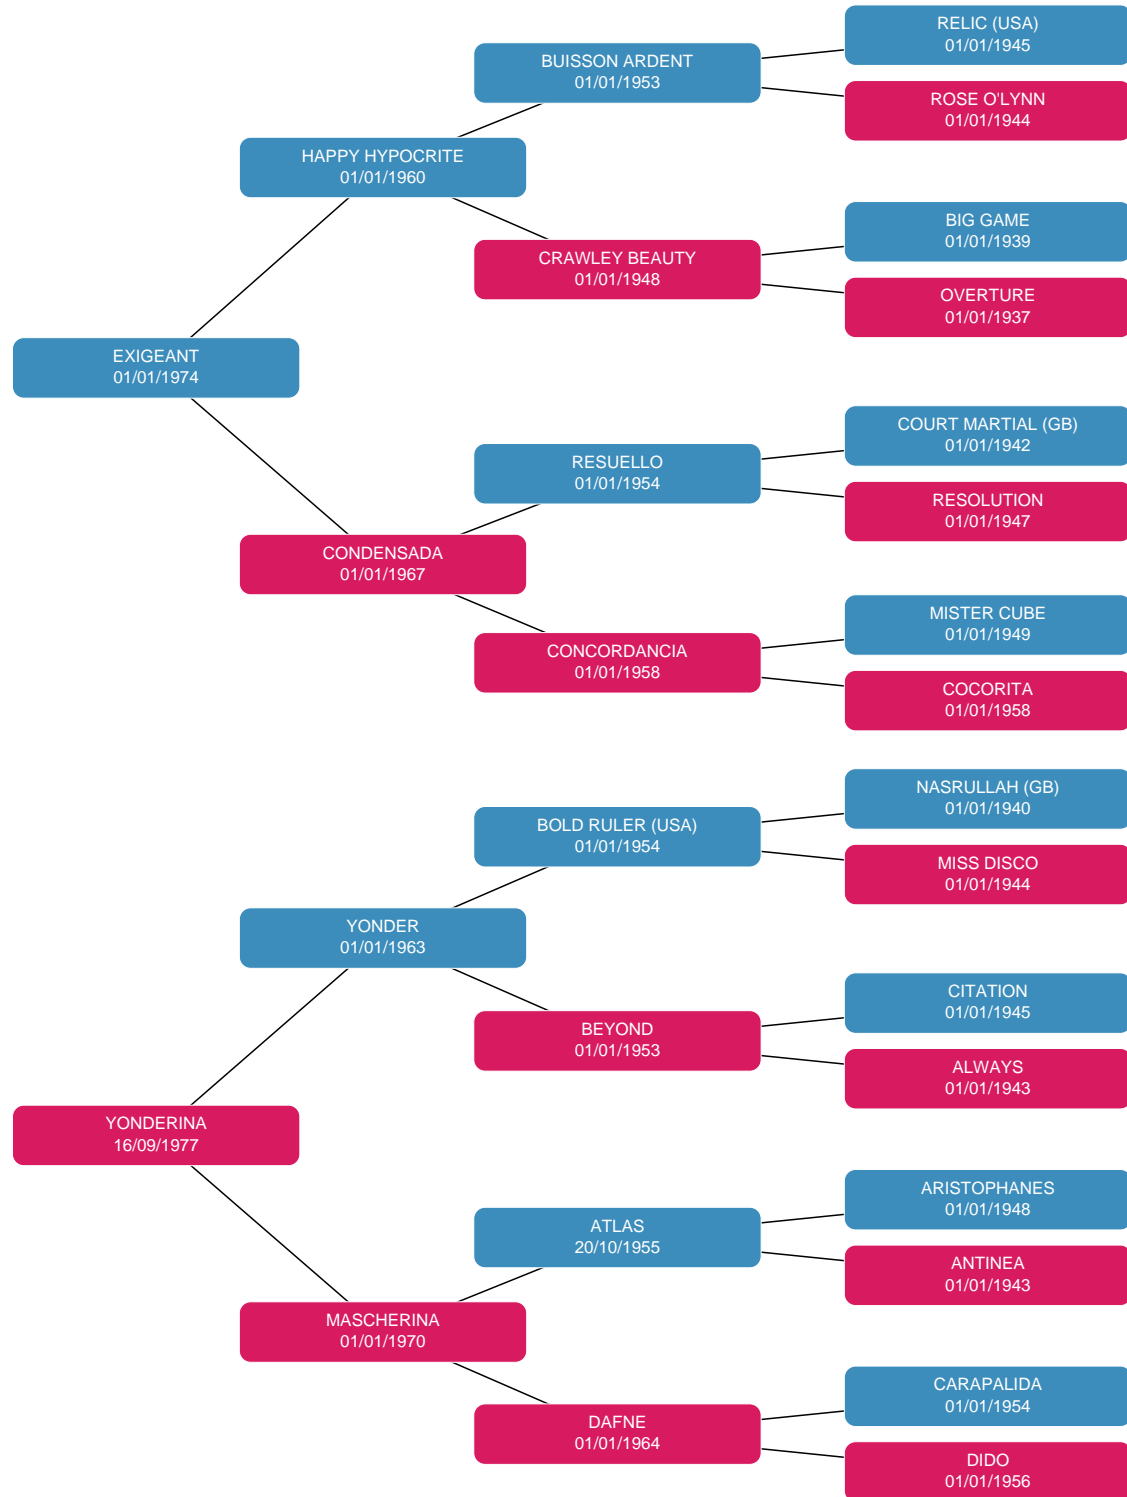 RELIC (USA)
01/01/1945
BUISSON ARDENT
01/01/1953
ROSE O'LYNN
01/01/1944
HAPPY HYPOCRITE
01/01/1960
BIG GAME
01/01/1939
CRAWLEY BEAUTY
01/01/1948
OVERTURE
01/01/1937
EXIGEANT
01/01/1974
COURT MARTIAL (GB)
01/01/1942
RESUELLO
01/01/1954
RESOLUTION
01/01/1947
CONDENSADA
01/01/1967
MISTER CUBE
01/01/1949
CONCORDANCIA
01/01/1958
COCORITA
01/01/1958
NASRULLAH (GB)
01/01/1940
BOLD RULER (USA)
01/01/1954
MISS DISCO
01/01/1944
YONDER
01/01/1963
CITATION
01/01/1945
BEYOND
01/01/1953
ALWAYS
01/01/1943
YONDERINA
16/09/1977
ARISTOPHANES
01/01/1948
ATLAS
20/10/1955
ANTINEA
01/01/1943
MASCHERINA
01/01/1970
CARAPALIDA
01/01/1954
DAFNE
01/01/1964
DIDO
01/01/1956